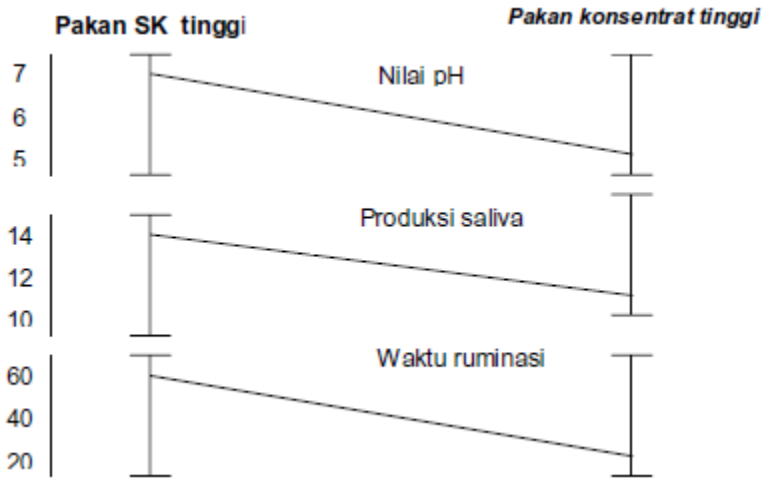 Pakan SK tinggi
Pakan konsentrat tinggi
Nilai pH
7
6
5
Produksi saliva
14
12
10
Waktu ruminasi
60
40
20